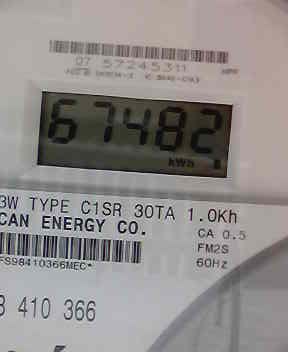 07 57245311
67482
kWh
3W TYPE C1SR 30TA 1.0Kh
CAN ENERGY CO.
CA 0.5
FM2S
FS98410366MEC*
60Hz
8 410 366